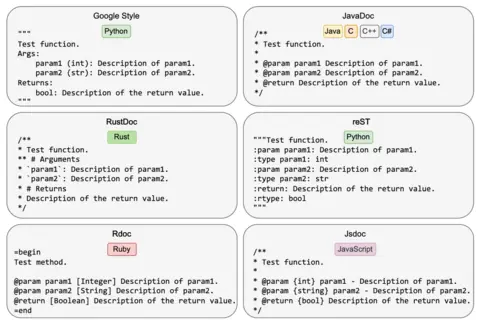 Google Style
Python
"""
Test function.
Args:
    param1 (int): Description of param1.
    param2 (str): Description of param2.
Returns:
    bool: Description of the return value.
"""
JavaDoc
Java C C++ C#
/**
* Test function.
*
* @param param1 Description of param1.
* @param param2 Description of param2.
* @return Description of the return value.
*/
RustDoc
Rust
/**
* Test function.
** # Arguments
* `param1`: Description of param1.
* `param2`: Description of param2.
* # Returns
* Description of the return value.
*/
reST
Python
"""Test function.
:param param1: Description of param1.
:type param1: int
:param param2: Description of param2.
:type param2: str
:return: Description of the return value.
:rtype: bool
"""
Rdoc
Ruby
=begin
Test method.

@param param1 [Integer] Description of param1.
@param param2 [String] Description of param2.
@return [Boolean] Description of the return value.
=end
Jsdoc
JavaScript
/**
* Test function.
*
* @param {int} param1 - Description of param1.
* @param {string} param2 - Description of param2.
* @return {bool} Description of the return value.
*/